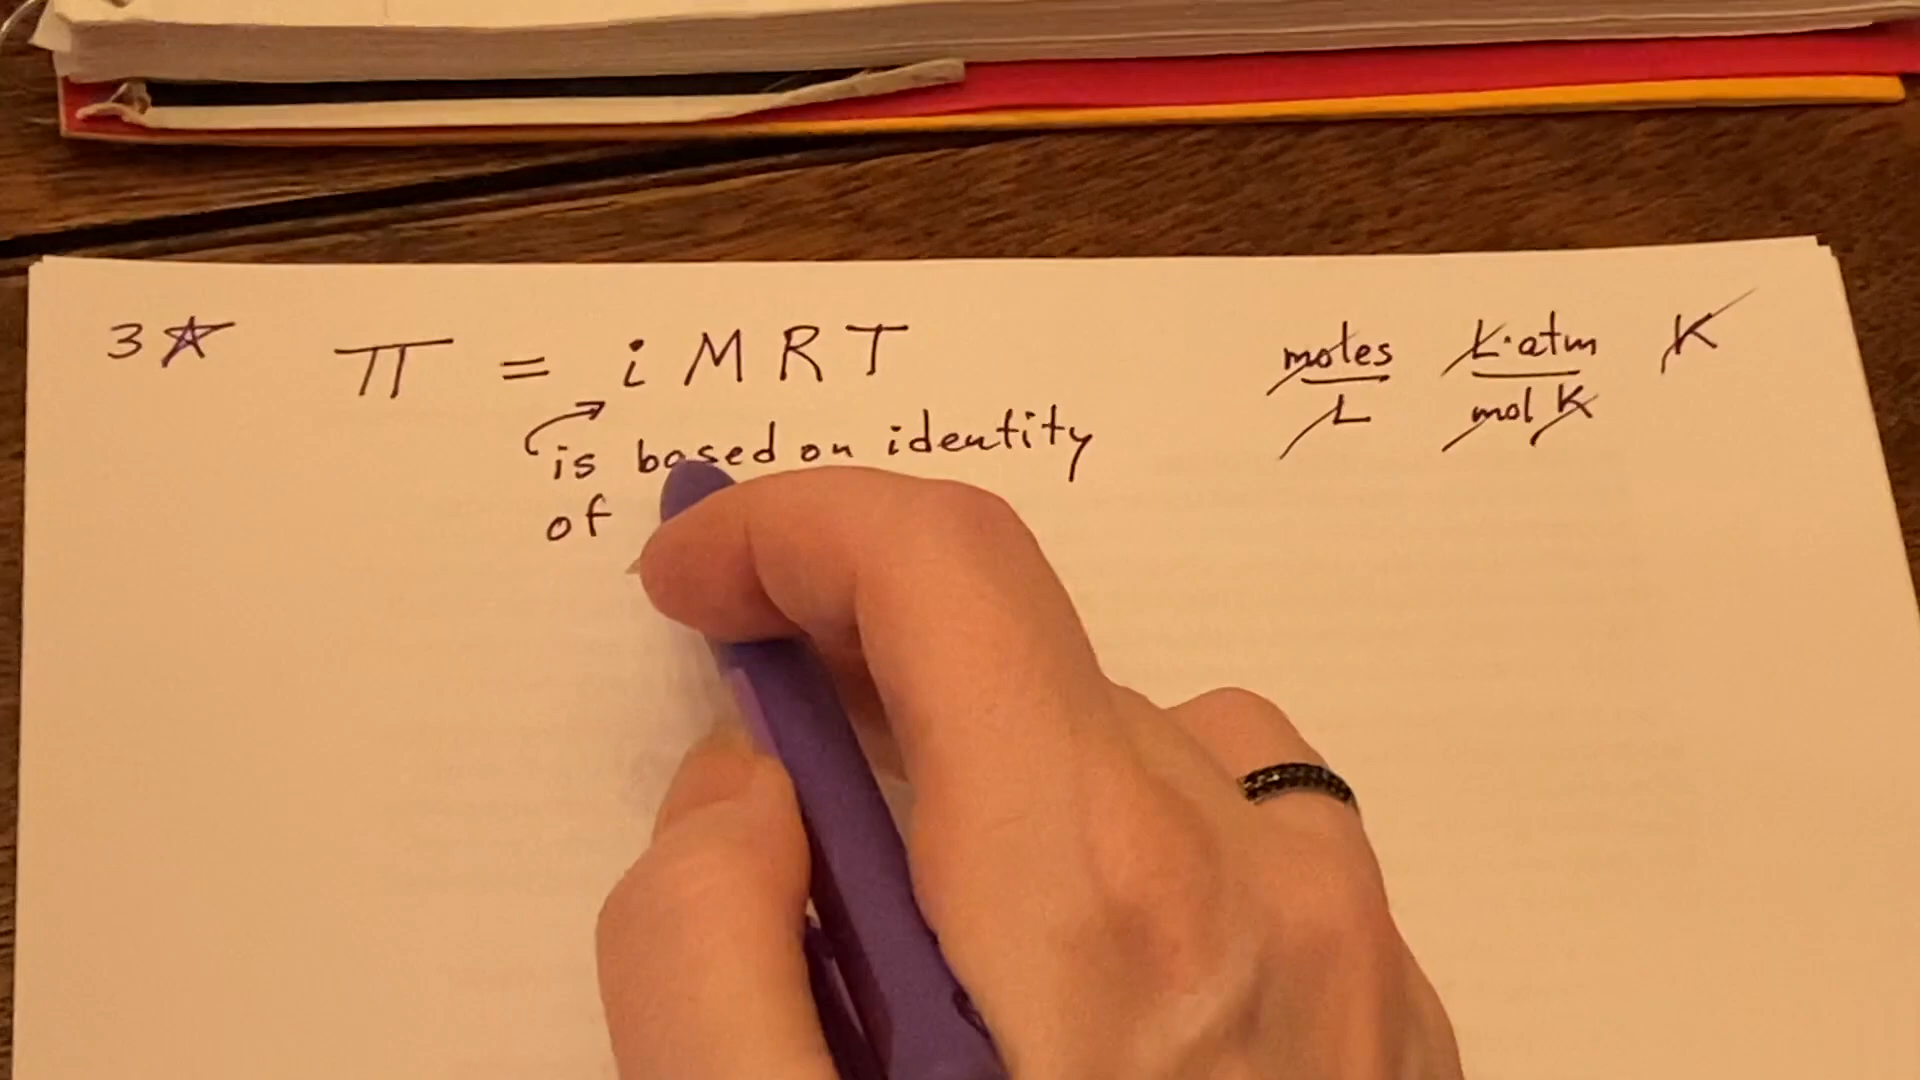 3☆ π = i M R T
is based on identity
of
moles L·atm K
L mol K